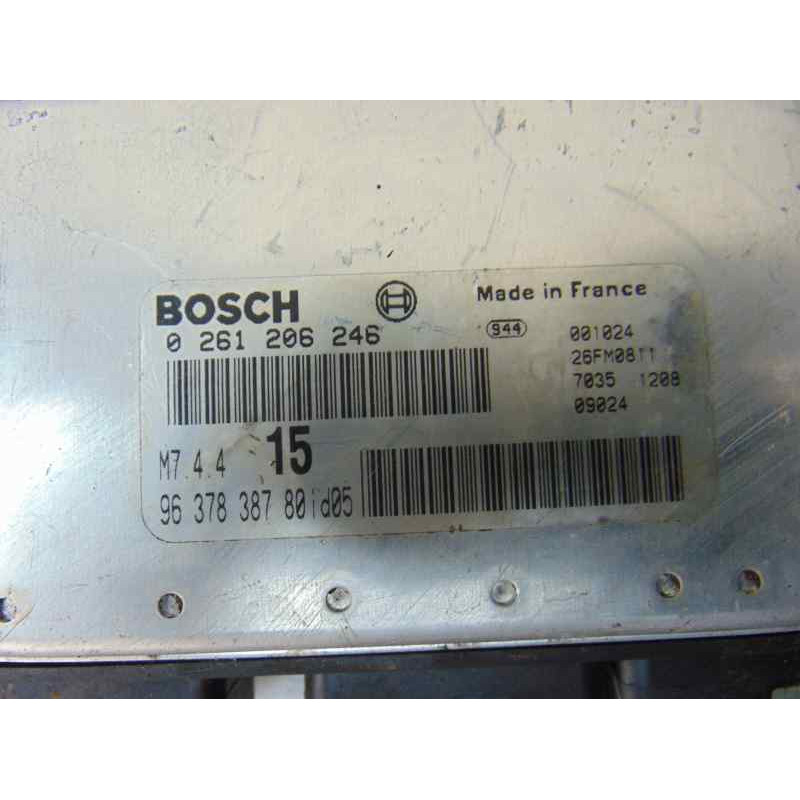 BOSCH
Made in France
0 261 206 246
944
001024
26FM0811
7035 1208
09024
M7.4.4 15
96 378 387 80id05